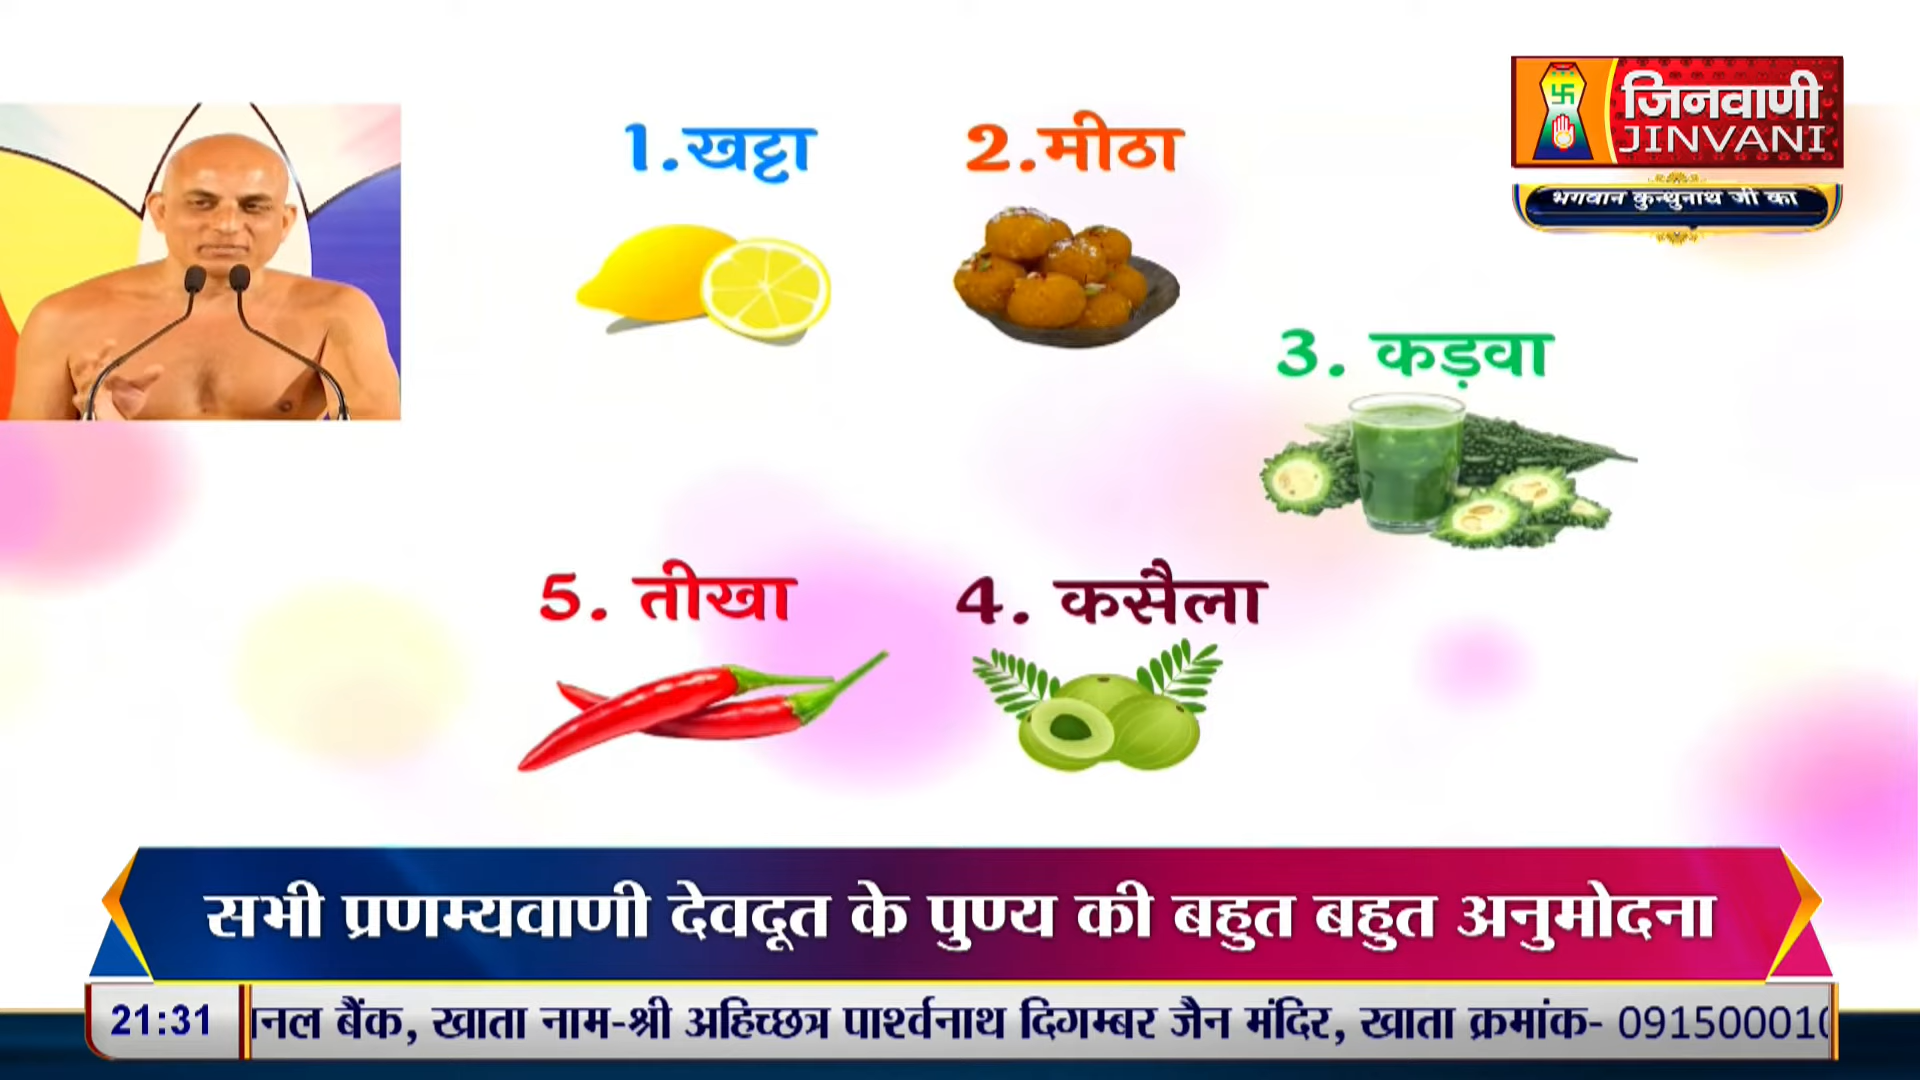 जिनवाणी
JINVANI
भगवान कुन्थुनाथ जी का
1.खट्टा
2.मीठा
3. कड़वा
5. तीखा
4. कसैला
सभी प्रणम्यवाणी देवदूत के पुण्य की बहुत बहुत अनुमोदना
21:31
नल बैंक, खाता नाम-श्री अहिच्छत्र पार्श्वनाथ दिगम्बर जैन मंदिर, खाता क्रमांक- 091500010